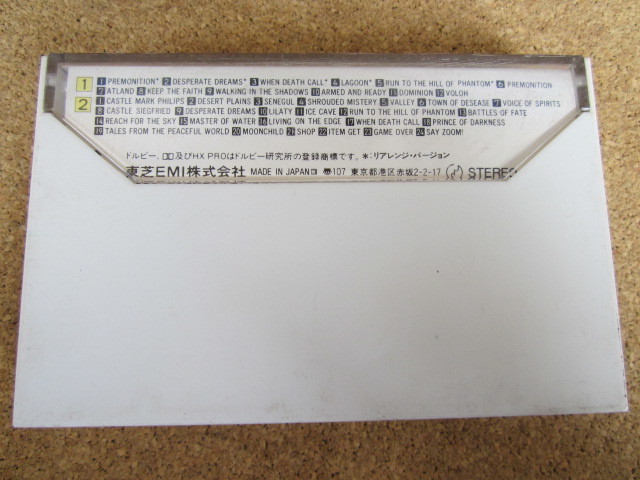 1 1 PREMONITION* 2 DESPERATE DREAMS* 3 WHEN DEATH CALL* 4 LAGOON* 5 RUN TO THE HILL OF PHANTOM* 6 PREMONITION
7 ATLAND 8 KEEP THE FAITH 9 WALKING IN THE SHADOWS 10 ARMED AND READY 11 DOMINION 12 VOLOH
2 1 CASTLE MARK PHILIPS 2 DESERT PLAINS 3 SENEGUL 4 SHROUDED MISTERY 5 VALLEY 6 TOWN OF DESEASE 7 VOICE OF SPIRITS
8 CASTLE SIEGFRIED 9 DESPERATE DREAMS 10 LILATY 11 ICE CAVE 12 RUN TO THE HILL OF PHANTOM 13 BATTLES OF FATE
14 REACH FOR THE SKY 15 MASTER OF WATER 16 LIVING ON THE EDGE 17 WHEN DEATH CALL 18 PRINCE OF DARKNESS
19 TALES FROM THE PEACEFUL WORLD 20 MOONCHILD 21 SHOP 22 ITEM GET 23 GAME OVER 24 SAY ZOOM!
ドルビー、及びHX PROはドルビー研究所の登録商標です。*:リアレンジ・バージョン
東芝EMI株式会社 MADE IN JAPAN 107 東京都港区赤坂2-2-17 STEREO